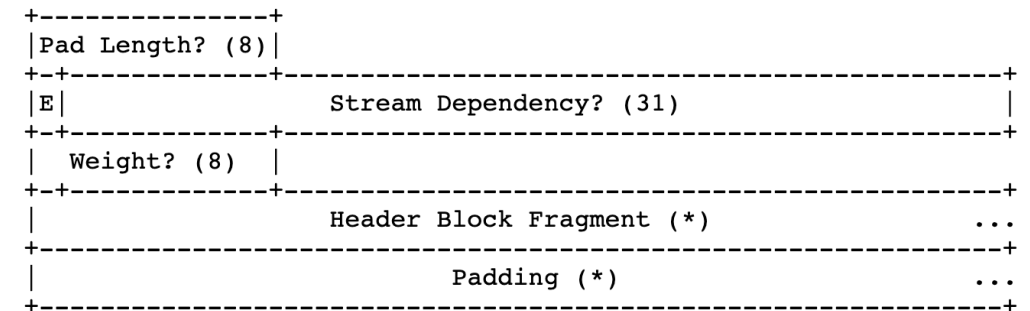 +---------------+
|Pad Length? (8)|
+-+-------------+-----------------------------------------------+
|E|                 Stream Dependency? (31)                     |
+-+-------------+-----------------------------------------------+
|  Weight? (8)  |
+-+-------------+-----------------------------------------------+
|                   Header Block Fragment (*)                 ...
+---------------------------------------------------------------+
|                           Padding (*)                       ...
+---------------------------------------------------------------+